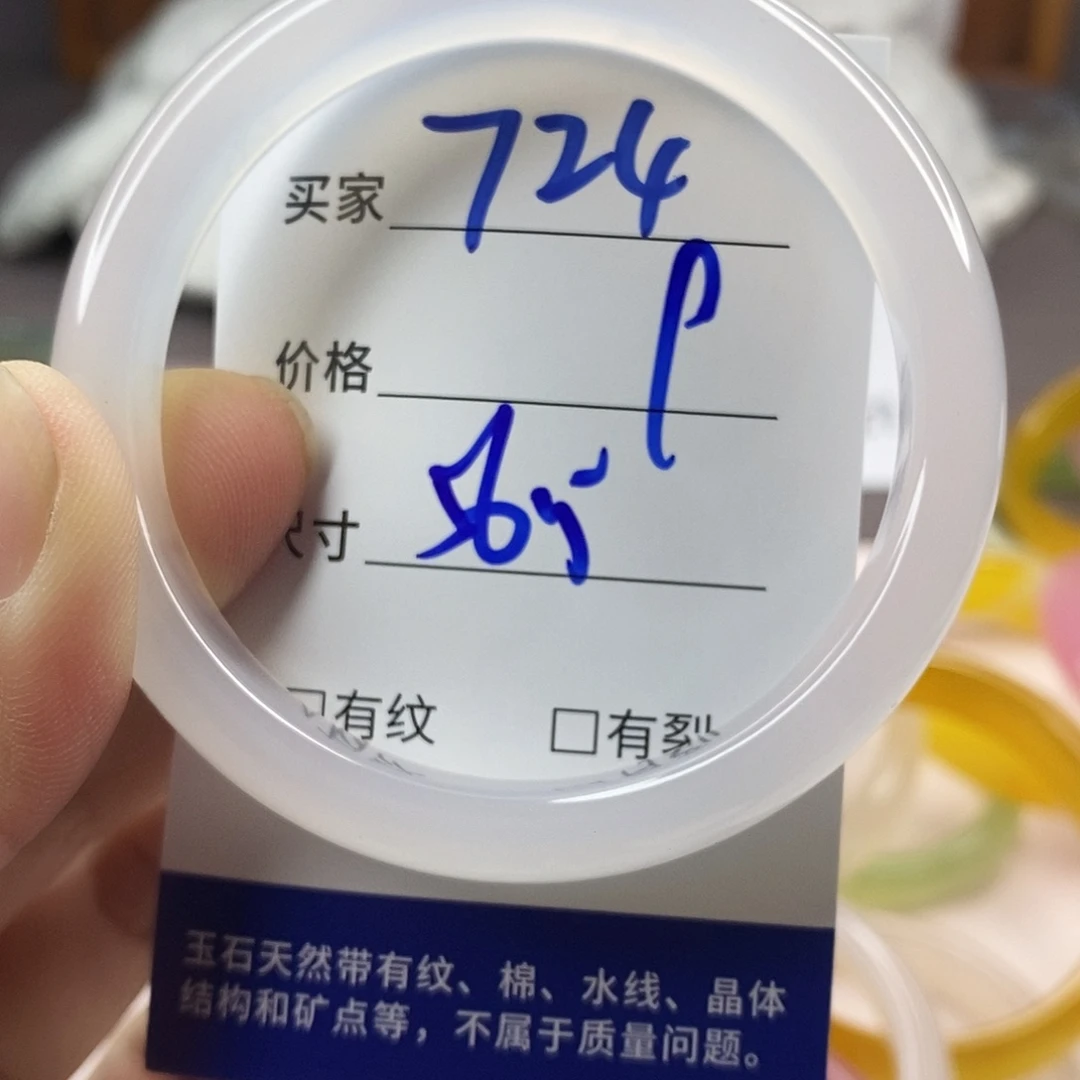 买家 724
价格 P
尺寸 56.5
□有纹 □有裂
玉石天然带有纹、棉、水线、晶体
结构和矿点等，不属于质量问题。